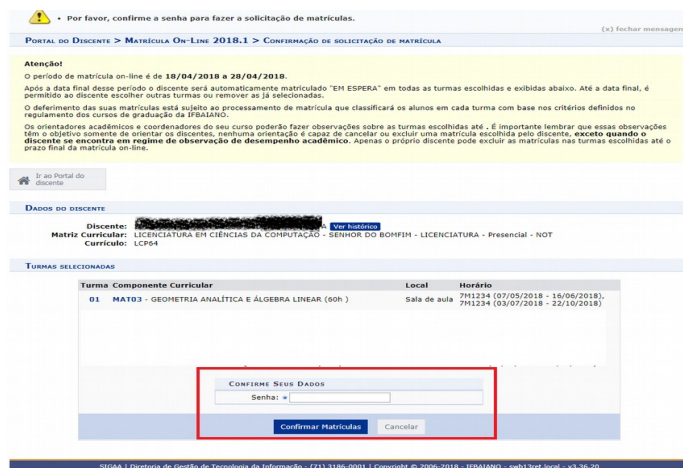 • Por favor, confirme a senha para fazer a solicitação de matrículas.
(x) fechar mensagens
PORTAL DO DISCENTE > MATRÍCULA ON-LINE 2018.1 > CONFIRMAÇÃO DE SOLICITAÇÃO DE MATRÍCULA
Atenção!
O período de matrícula on-line é de 18/04/2018 a 28/04/2018.
Após a data final desse período o discente será automaticamente matriculado "EM ESPERA" em todas as turmas escolhidas e exibidas abaixo. Até a data final, é
permitido ao discente escolher outras turmas ou remover as já selecionadas.
O deferimento das suas matrículas está sujeito ao processamento de matrícula que classificará os alunos em cada turma com base nos critérios definidos no
regulamento dos cursos de graduação da IFBAIANO.
Os orientadores acadêmicos e coordenadores do seu curso poderão fazer observações sobre as turmas escolhidas até . É importante lembrar que essas observações
têm o objetivo somente de orientar os discentes, nenhuma orientação é capaz de cancelar ou excluir uma matrícula escolhida pelo discente, exceto quando o
discente se encontra em regime de observação de desempenho acadêmico. Apenas o próprio discente pode excluir as matrículas nas turmas escolhidas até o
prazo final da matrícula on-line.
Ir ao Portal do
discente
DADOS DO DISCENTE
Discente: A Ver histórico
Matriz Curricular: LICENCIATURA EM CIÊNCIAS DA COMPUTAÇÃO - SENHOR DO BOMFIM - LICENCIATURA - Presencial - NOT
Currículo: LCP64
TURMAS SELECIONADAS
Turma Componente Curricular Local Horário
01 MAT03 - GEOMETRIA ANALÍTICA E ÁLGEBRA LINEAR (60h ) Sala de aula 7M1234 (07/05/2018 - 16/06/2018),
7M1234 (03/07/2018 - 22/10/2018)
CONFIRME SEUS DADOS
Senha: *
Confirmar Matrículas Cancelar
SIGAA | Diretoria de Gestão de Tecnologia da Informação - (71) 3186-0001 | Copyright © 2006-2018 - IFBAIANO - swb13ret.local - v3.36.20